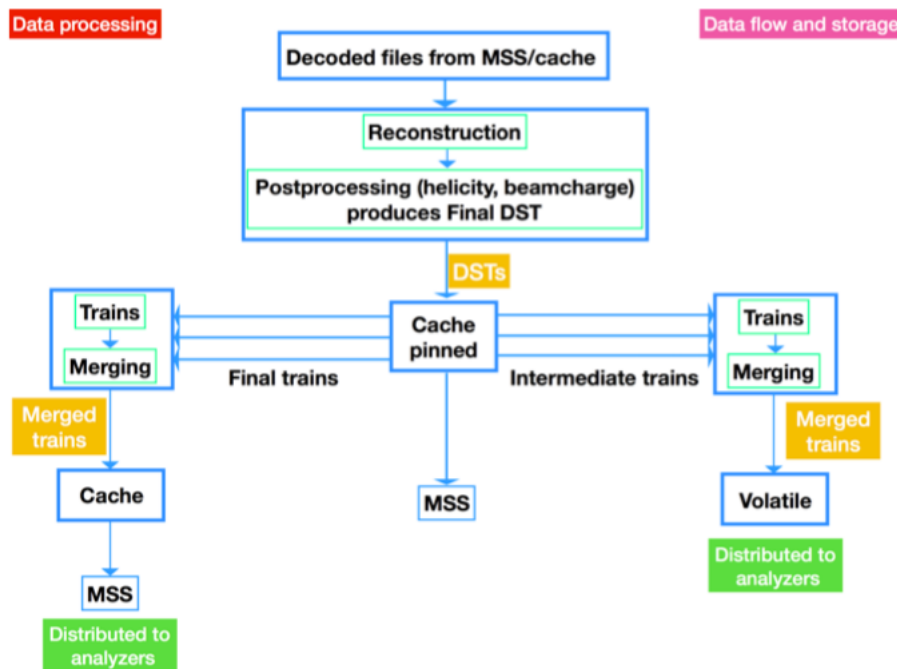 Data processing
Data flow and storage
Decoded files from MSS/cache
Reconstruction
Postprocessing (helicity, beamcharge)
produces Final DST
DSTs
Trains
Merging
Cache
pinned
Trains
Merging
Final trains
Intermediate trains
Merged
trains
Merged
trains
Cache
MSS
Volatile
Distributed to
analyzers
MSS
Distributed to
analyzers